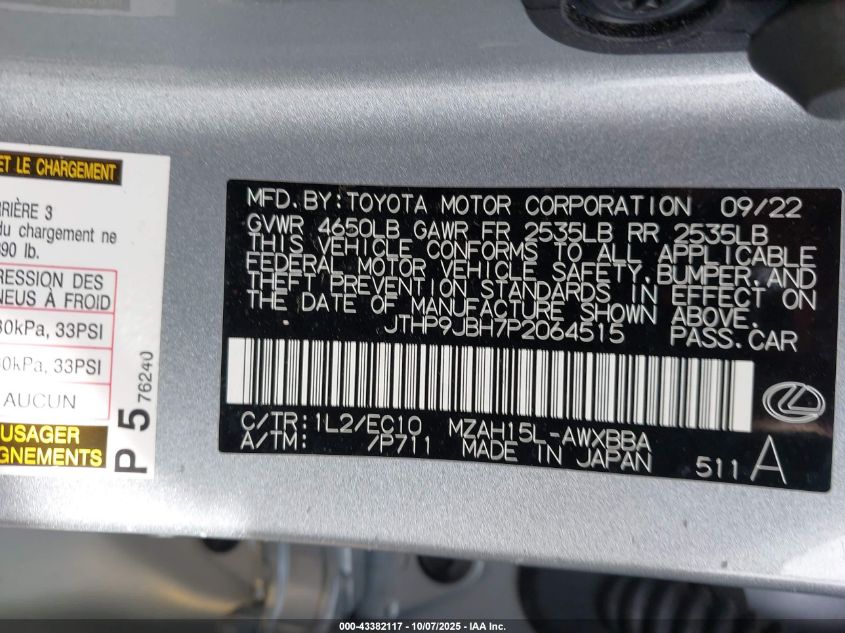 ET LE CHARGEMENT
RIÈRE 3
du chargement ne
90 lb.
RESSION DES
NEUS À FROID
30kPa, 33PSI
30kPa, 33PSI
AUCUN
USAGER
GNEMENTS
P 5 76240
MFD. BY: TOYOTA MOTOR CORPORATION 09/22
GVWR 4650LB GAWR FR 2535LB RR 2535LB
THIS VEHICLE CONFORMS TO ALL APPLICABLE
FEDERAL MOTOR VEHICLE SAFETY, BUMPER, AND
THEFT PREVENTION STANDARDS IN EFFECT ON
THE DATE OF MANUFACTURE SHOWN ABOVE.
JTHP9JBH7P2064515 PASS. CAR
C/TR: 1L2/EC10 MZAH15L-AWXBBA
A/TM: /P711 MADE IN JAPAN 511 A
000-43382117 - 10/07/2025 - IAA Inc.